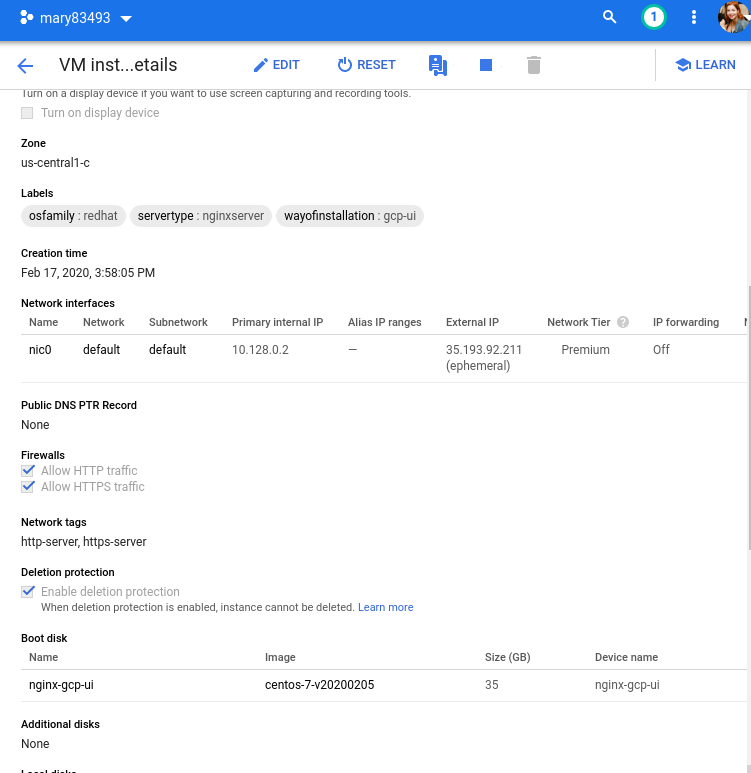 mary83493
1
VM inst...etails
EDIT
RESET
LEARN
Turn on a display device if you want to use screen capturing and recording tools.
Turn on display device
Zone
us-central1-c
Labels
osfamily : redhat servertype : nginxserver wayofinstallation : gcp-ui
Creation time
Feb 17, 2020, 3:58:05 PM
Network interfaces
Name Network Subnetwork Primary internal IP Alias IP ranges External IP Network Tier ? IP forwarding
nic0 default default 10.128.0.2 — 35.193.92.211 Premium Off
(ephemeral)
Public DNS PTR Record
None
Firewalls
Allow HTTP traffic
Allow HTTPS traffic
Network tags
http-server, https-server
Deletion protection
Enable deletion protection
When deletion protection is enabled, instance cannot be deleted. Learn more
Boot disk
Name Image Size (GB) Device name
nginx-gcp-ui centos-7-v20200205 35 nginx-gcp-ui
Additional disks
None
Local disks